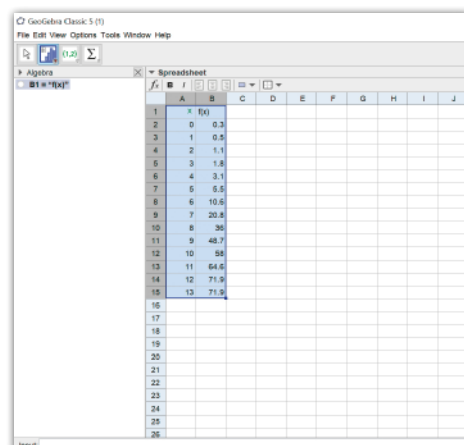 GeoGebra Classic 5 (1)
File Edit View Options Tools Window Help
(1,2) Σ
Algebra
B1 = "f(x)"
Spreadsheet
fx B I
A B C D E F G H I J
1 x f(x)
2 0 0.3
3 1 0.5
4 2 1.1
5 3 1.8
6 4 3.1
7 5 5.5
8 6 10.6
9 7 20.8
10 8 36
11 9 48.7
12 10 58
13 11 64.6
14 12 71.9
15 13 71.9
16
17
18
19
20
21
22
23
24
25
26
Input